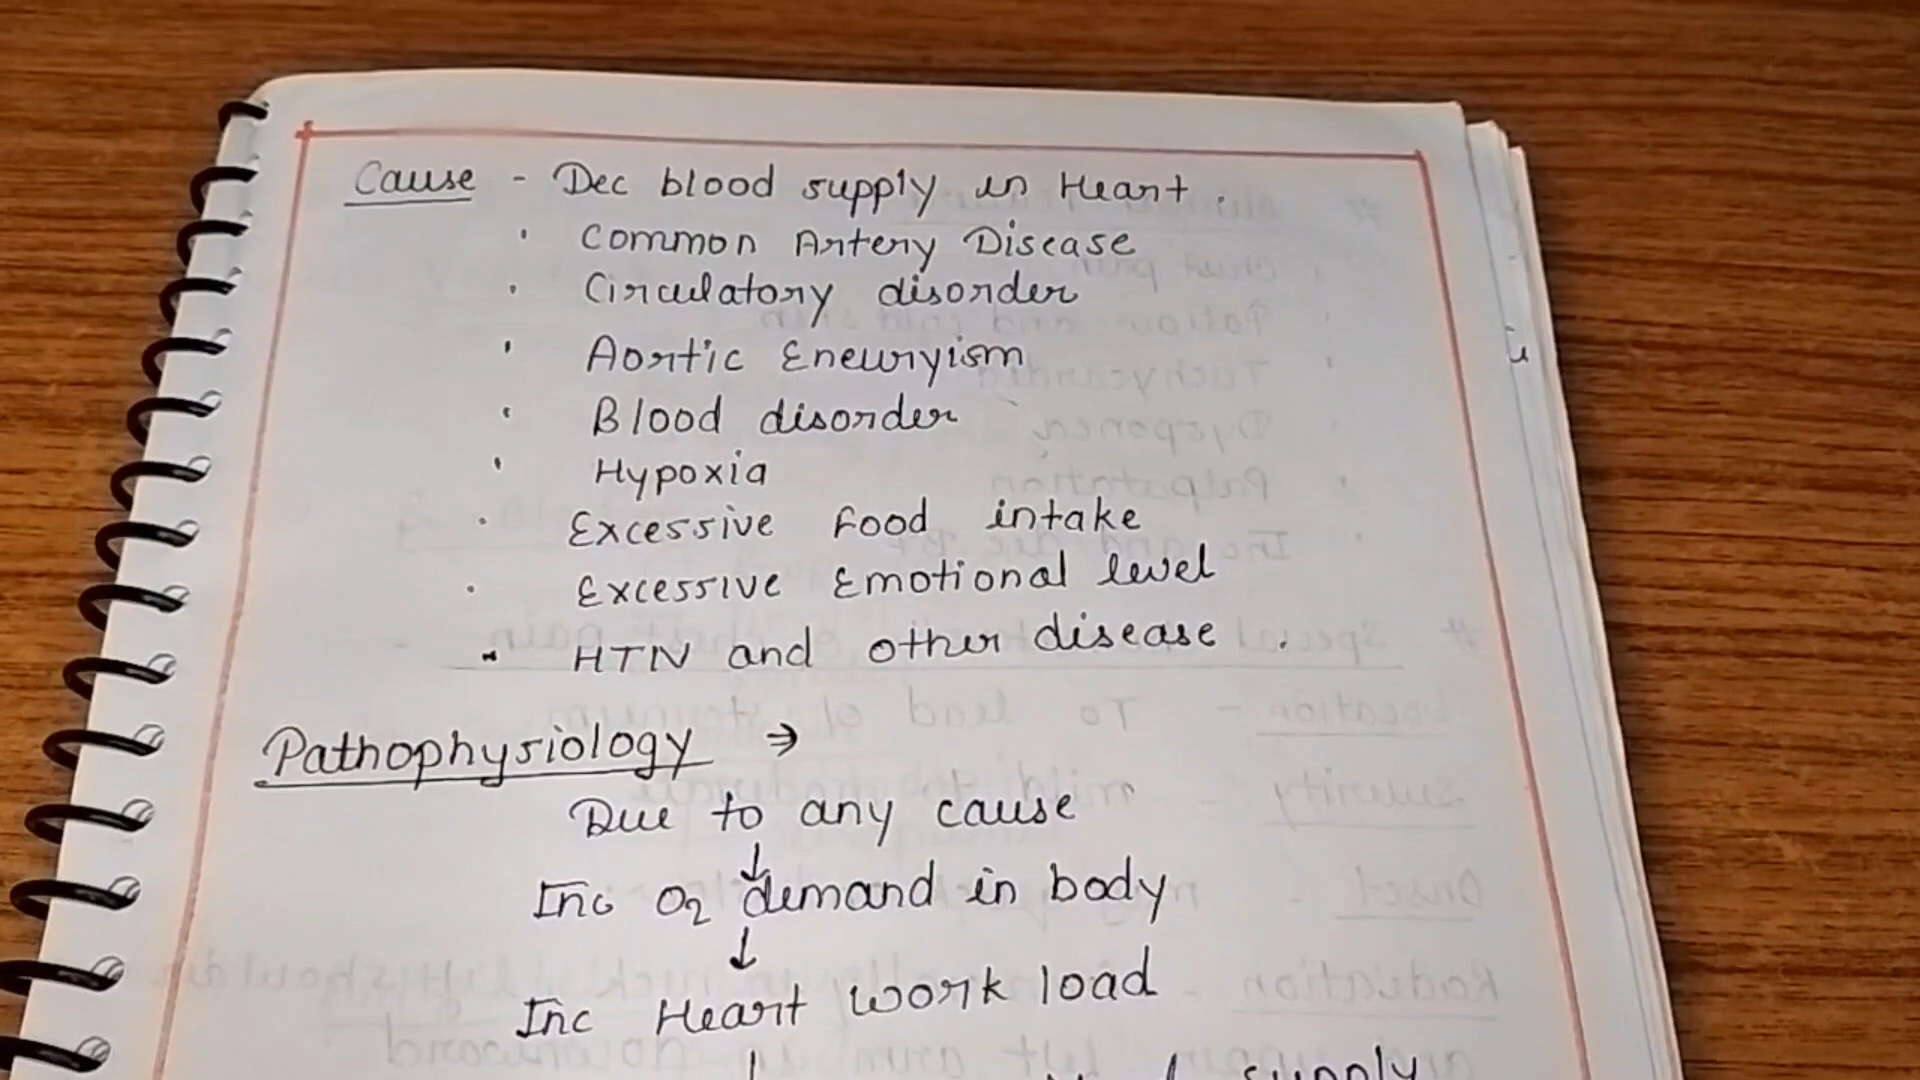 Cause - Dec blood supply in Heart.
· Common Artery Disease
· Circulatory disorder
· Aortic Eneuryism
· Blood disorder
· Hypoxia
· Excessive Food intake
· Excessive Emotional level
· HTN and other disease.
Pathophysiology →
Due to any cause
↓
Inc O2 demand in body
↓
Inc Heart work load
supply